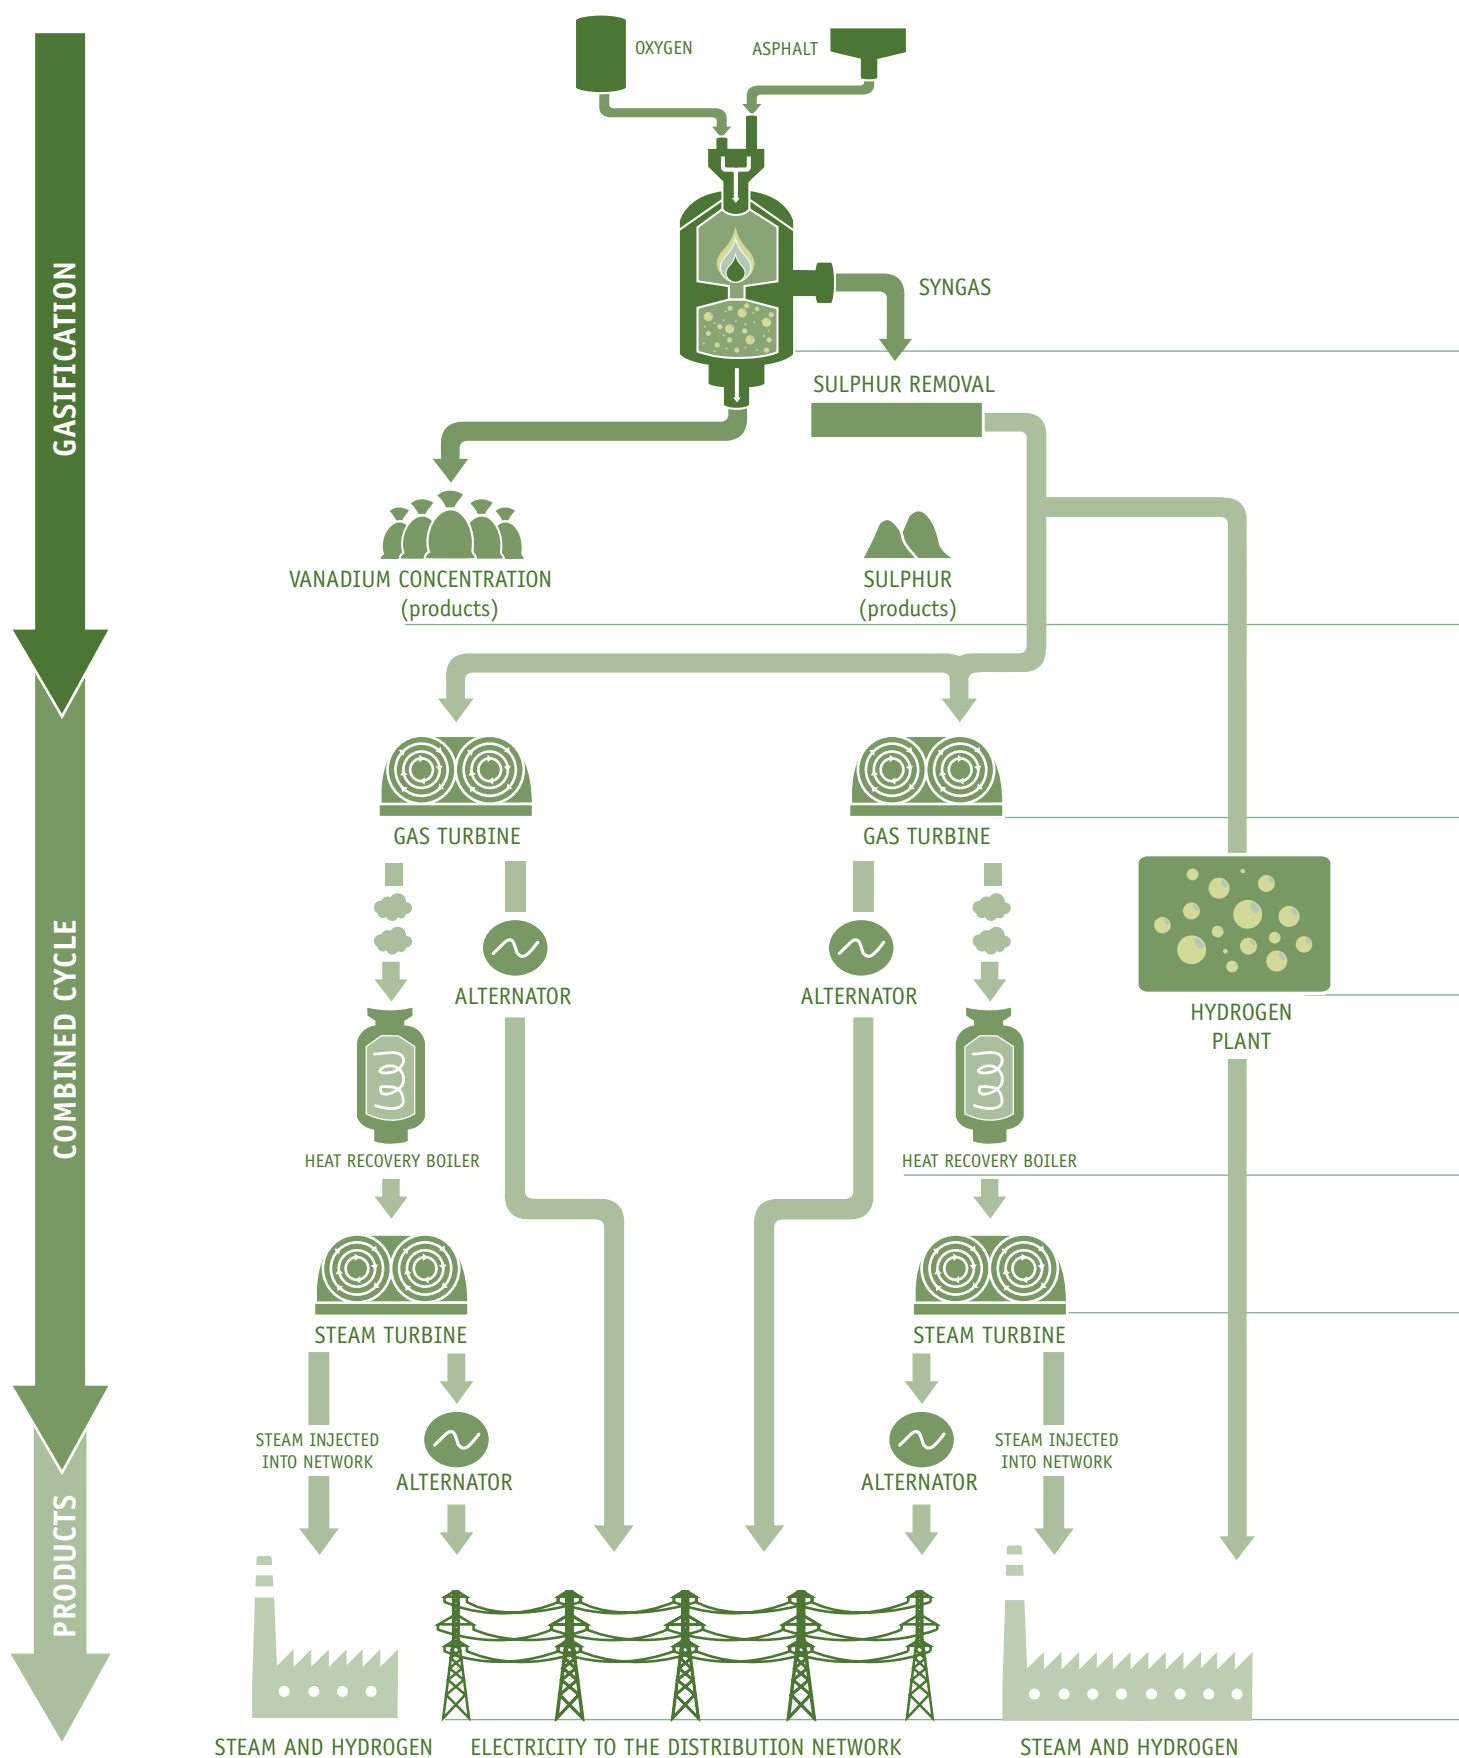 OXYGEN
ASPHALT
GASIFICATION
SYNGAS
SULPHUR REMOVAL
VANADIUM CONCENTRATION
(products)
SULPHUR
(products)
COMBINED CYCLE
GAS TURBINE
GAS TURBINE
ALTERNATOR
ALTERNATOR
HYDROGEN
PLANT
HEAT RECOVERY BOILER
HEAT RECOVERY BOILER
STEAM TURBINE
STEAM TURBINE
STEAM INJECTED
INTO NETWORK
ALTERNATOR
ALTERNATOR
STEAM INJECTED
INTO NETWORK
PRODUCTS
STEAM AND HYDROGEN
ELECTRICITY TO THE DISTRIBUTION NETWORK
STEAM AND HYDROGEN